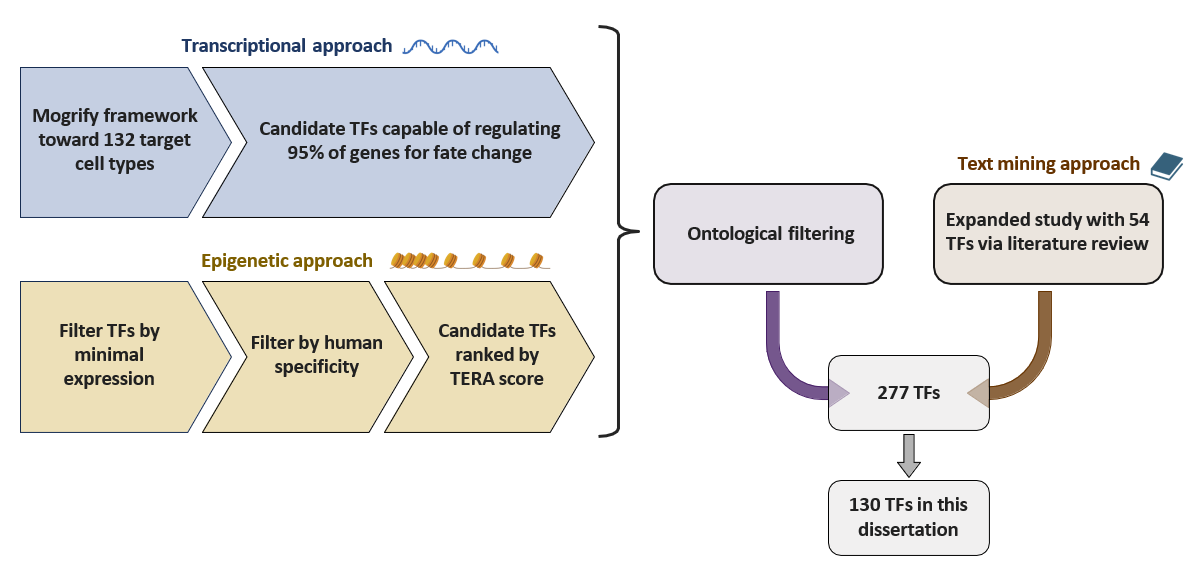 Transcriptional approach
Mogrify framework
toward 132 target
cell types
Candidate TFs capable of regulating
95% of genes for fate change
Epigenetic approach
Filter TFs by
minimal
expression
Filter by human
specificity
Candidate TFs
ranked by
TERA score
Ontological filtering
Text mining approach
Expanded study with 54
TFs via literature review
277 TFs
130 TFs in this
dissertation